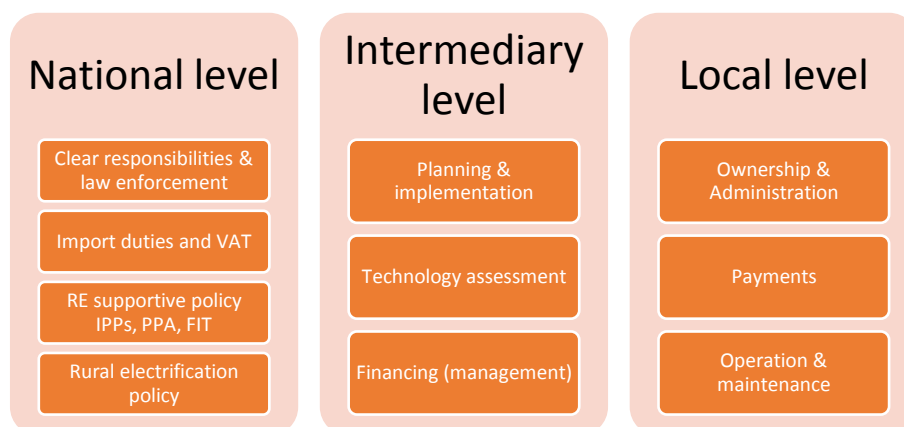 National level
Clear responsibilities &
law enforcement
Import duties and VAT
RE supportive policy
IPPs, PPA, FIT
Rural electrification
policy
Intermediary
level
Planning &
implementation
Technology assessment
Financing (management)
Local level
Ownership &
Administration
Payments
Operation &
maintenance